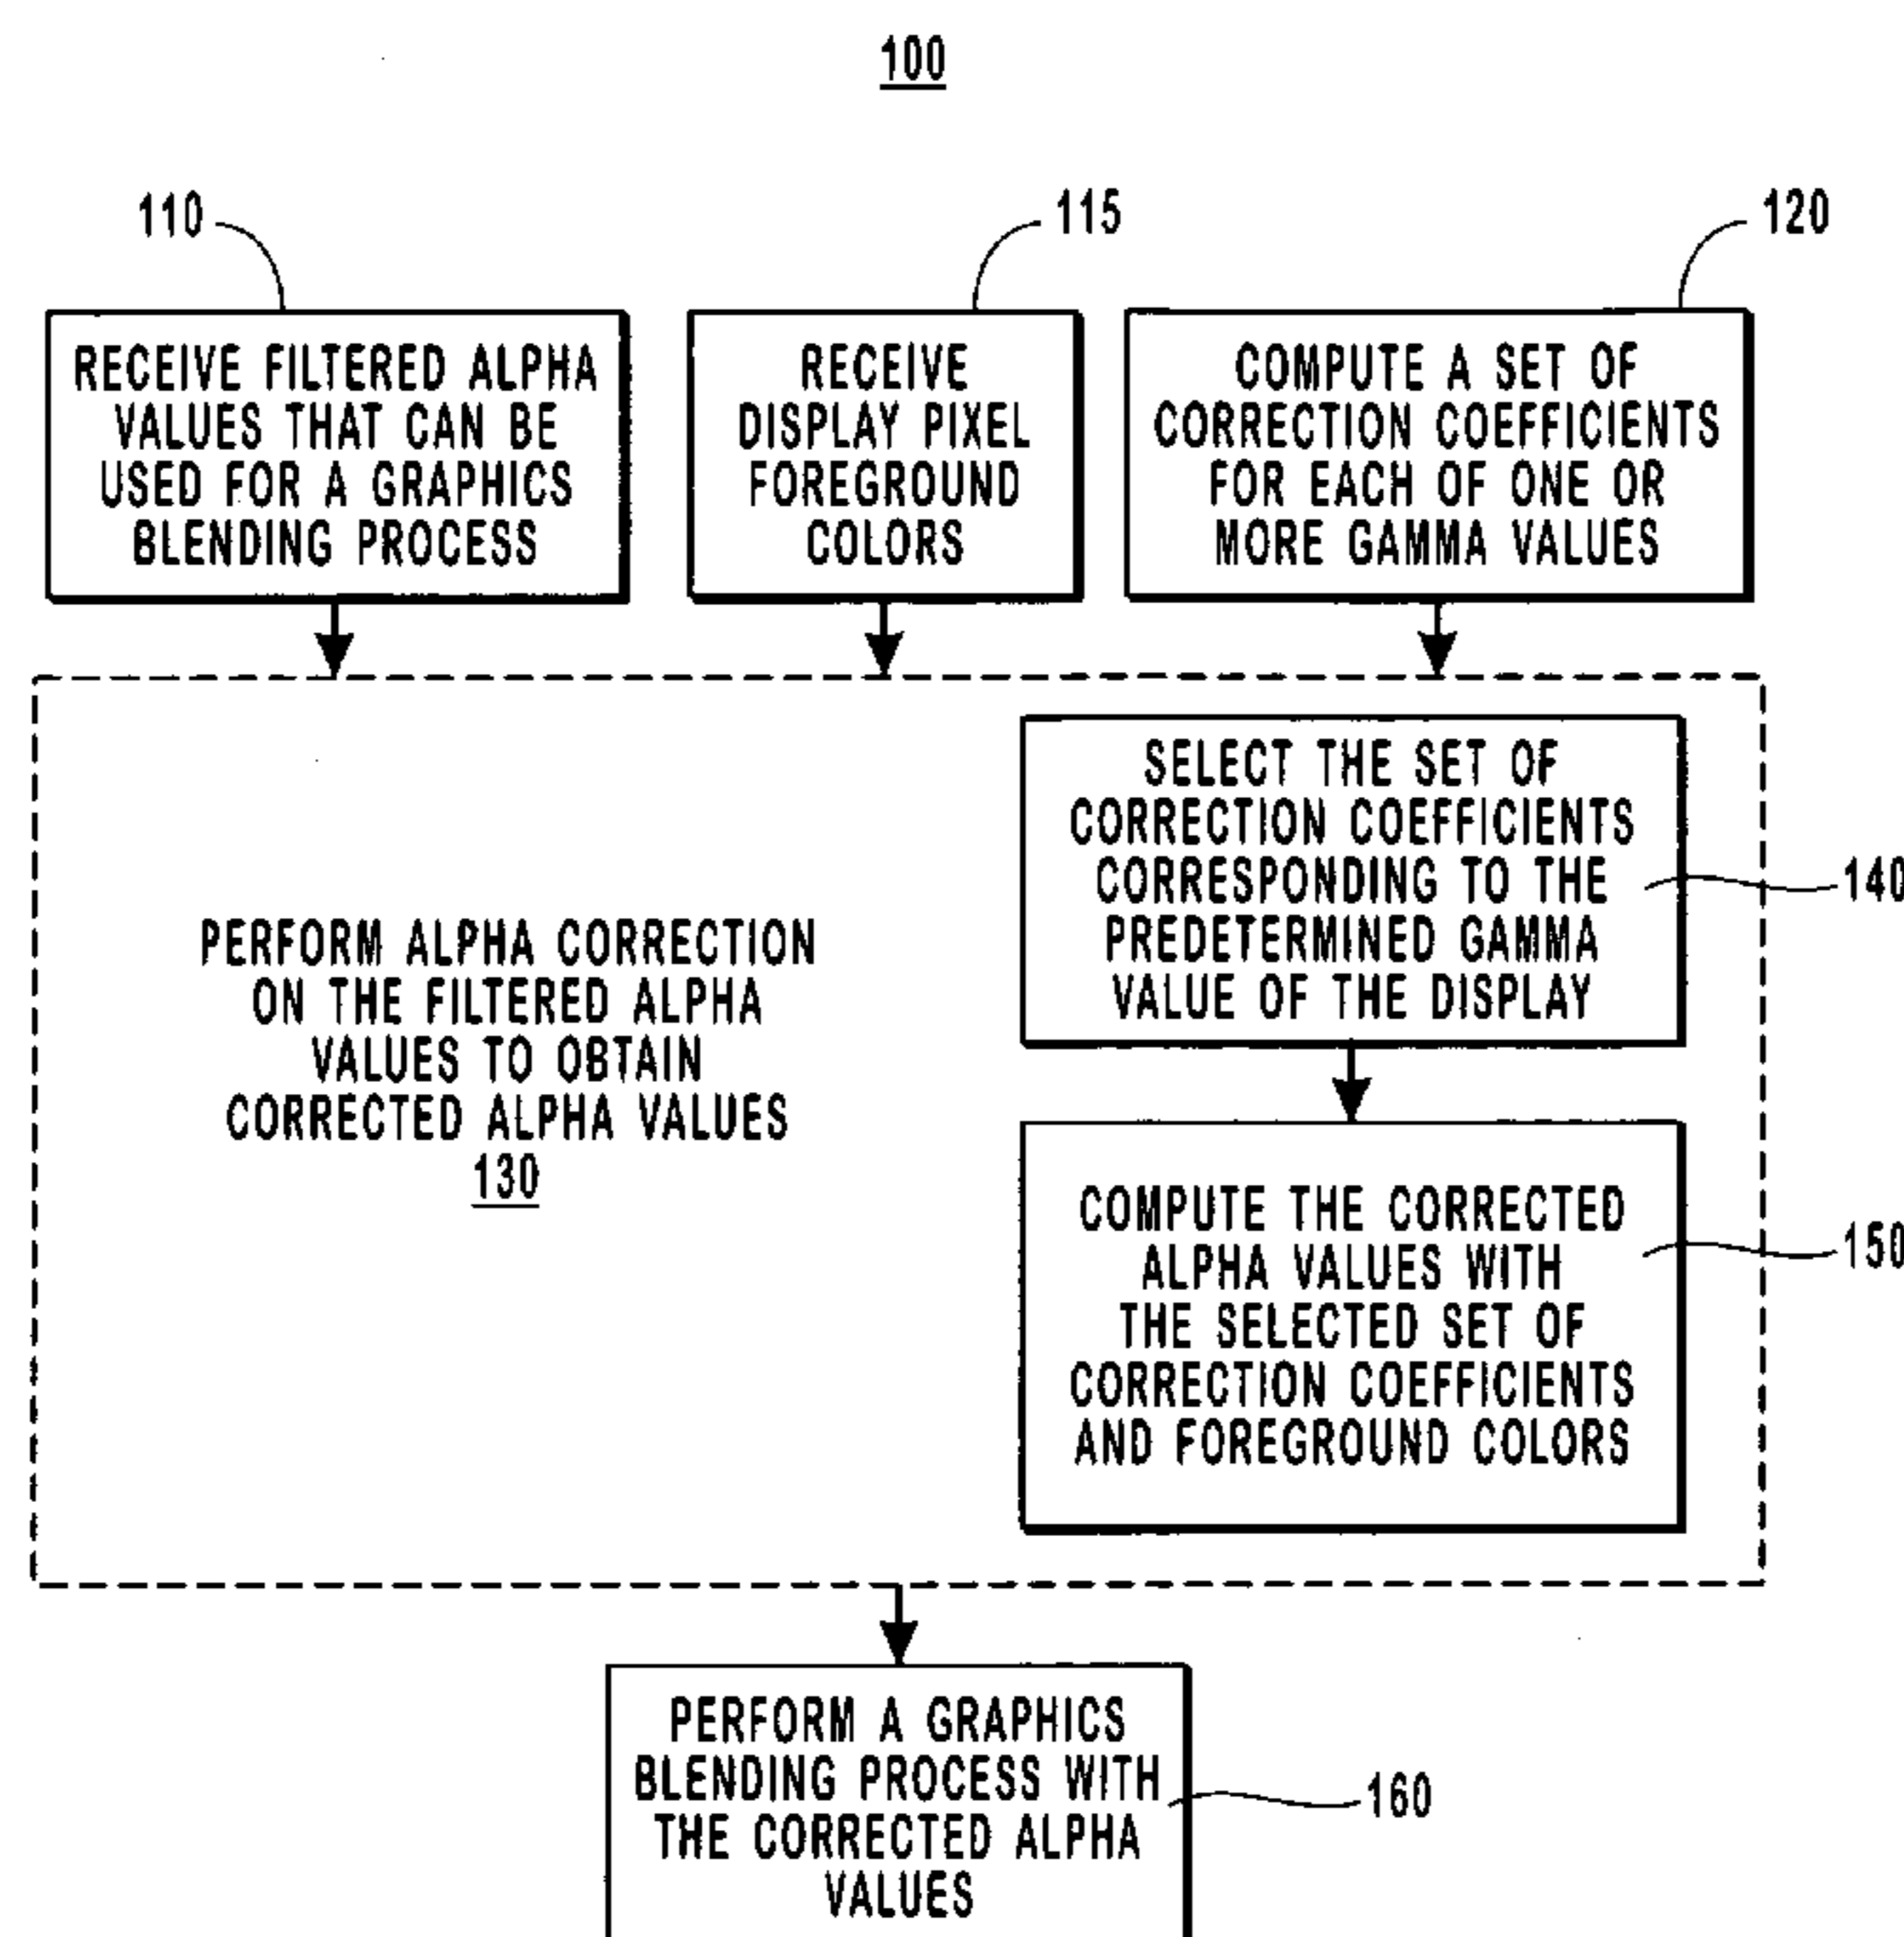 100
110
115
120
RECEIVE FILTERED ALPHA
VALUES THAT CAN BE
USED FOR A GRAPHICS
BLENDING PROCESS
RECEIVE
DISPLAY PIXEL
FOREGROUND
COLORS
COMPUTE A SET OF
CORRECTION COEFFICIENTS
FOR EACH OF ONE OR
MORE GAMMA VALUES
PERFORM ALPHA CORRECTION
ON THE FILTERED ALPHA
VALUES TO OBTAIN
CORRECTED ALPHA VALUES
130
SELECT THE SET OF
CORRECTION COEFFICIENTS
CORRESPONDING TO THE
PREDETERMINED GAMMA
VALUE OF THE DISPLAY
140
COMPUTE THE CORRECTED
ALPHA VALUES WITH
THE SELECTED SET OF
CORRECTION COEFFICIENTS
AND FOREGROUND COLORS
150
PERFORM A GRAPHICS
BLENDING PROCESS WITH
THE CORRECTED ALPHA
VALUES
160